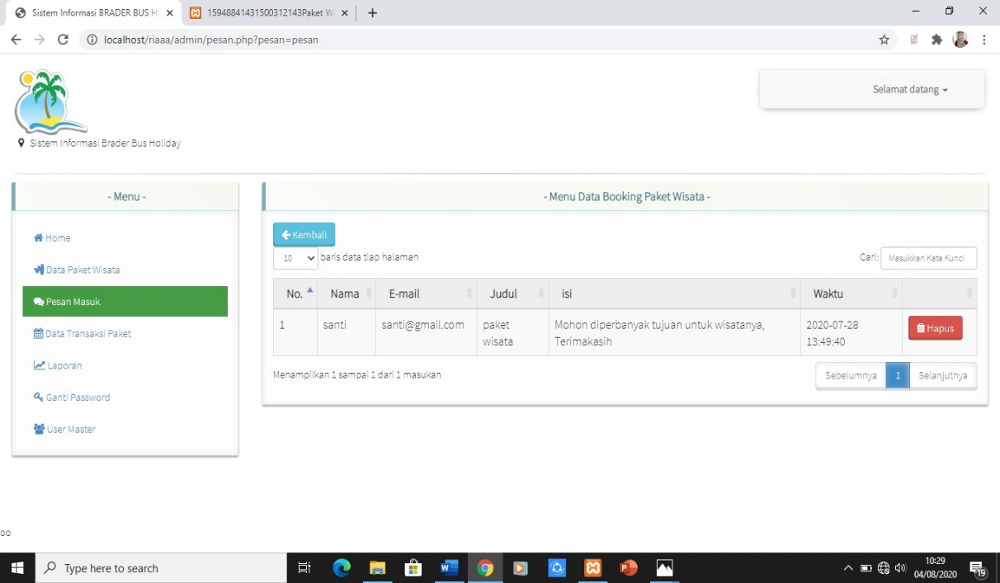 Sistem Informasi BRADER BUS H
15948841431500312143Paket W
localhost/riaaa/admin/pesan.php?pesan=pesan
Selamat datang
Sistem Informasi Brader Bus Holiday
- Menu -
Home
Data Paket Wisata
Pesan Masuk
Data Transaksi Paket
Laporan
Ganti Password
User Master
- Menu Data Booking Paket Wisata -
Kembali
10 baris data tiap halaman
Cari: Masukkan Kata Kunci
No. Nama E-mail Judul isi Waktu
1 santi santi@gmail.com paket wisata Mohon diperbanyak tujuan untuk wisatanya, Terimakasih 2020-07-28 13:49:40 Hapus
Menampilkan 1 sampai 1 dari 1 masukan
Sebelumnya 1 Selanjutnya
oo
Type here to search
10:29
04/08/2020
19